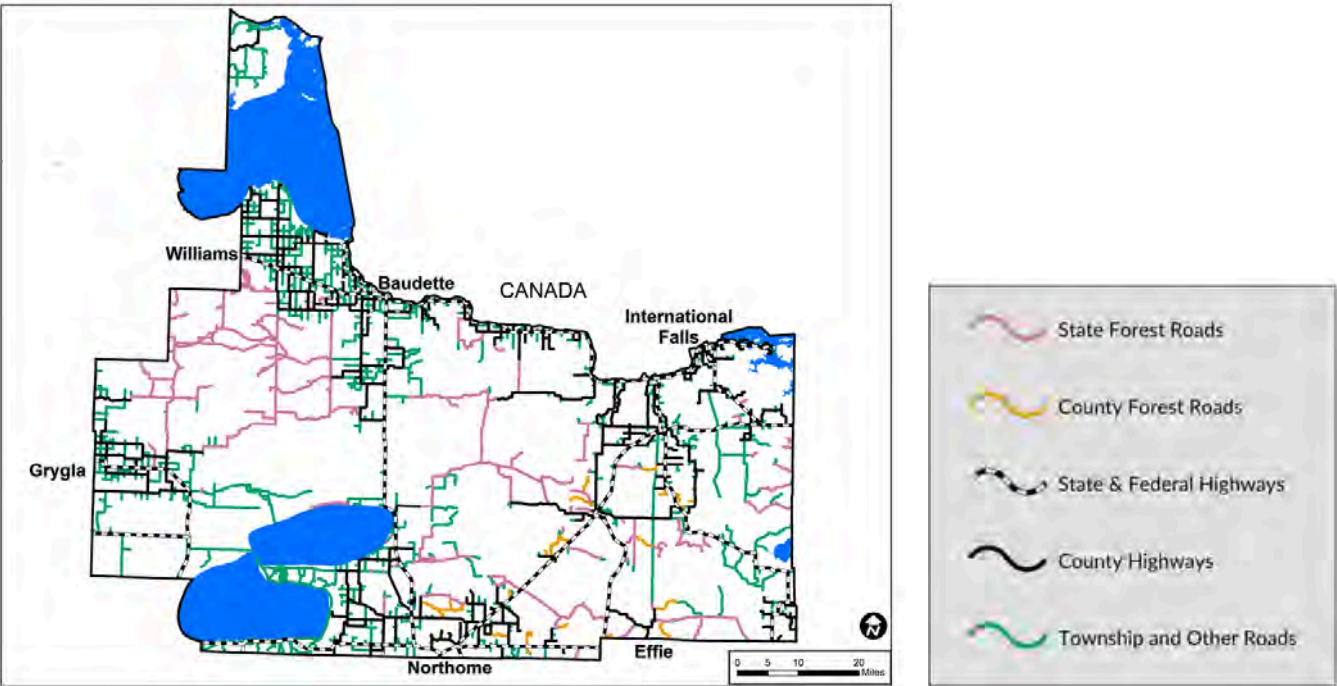 Williams
Baudette
CANADA
International
Falls
Grygla
Northome
Effie
N
0 5 10 20
Miles
State Forest Roads
County Forest Roads
State & Federal Highways
County Highways
Township and Other Roads